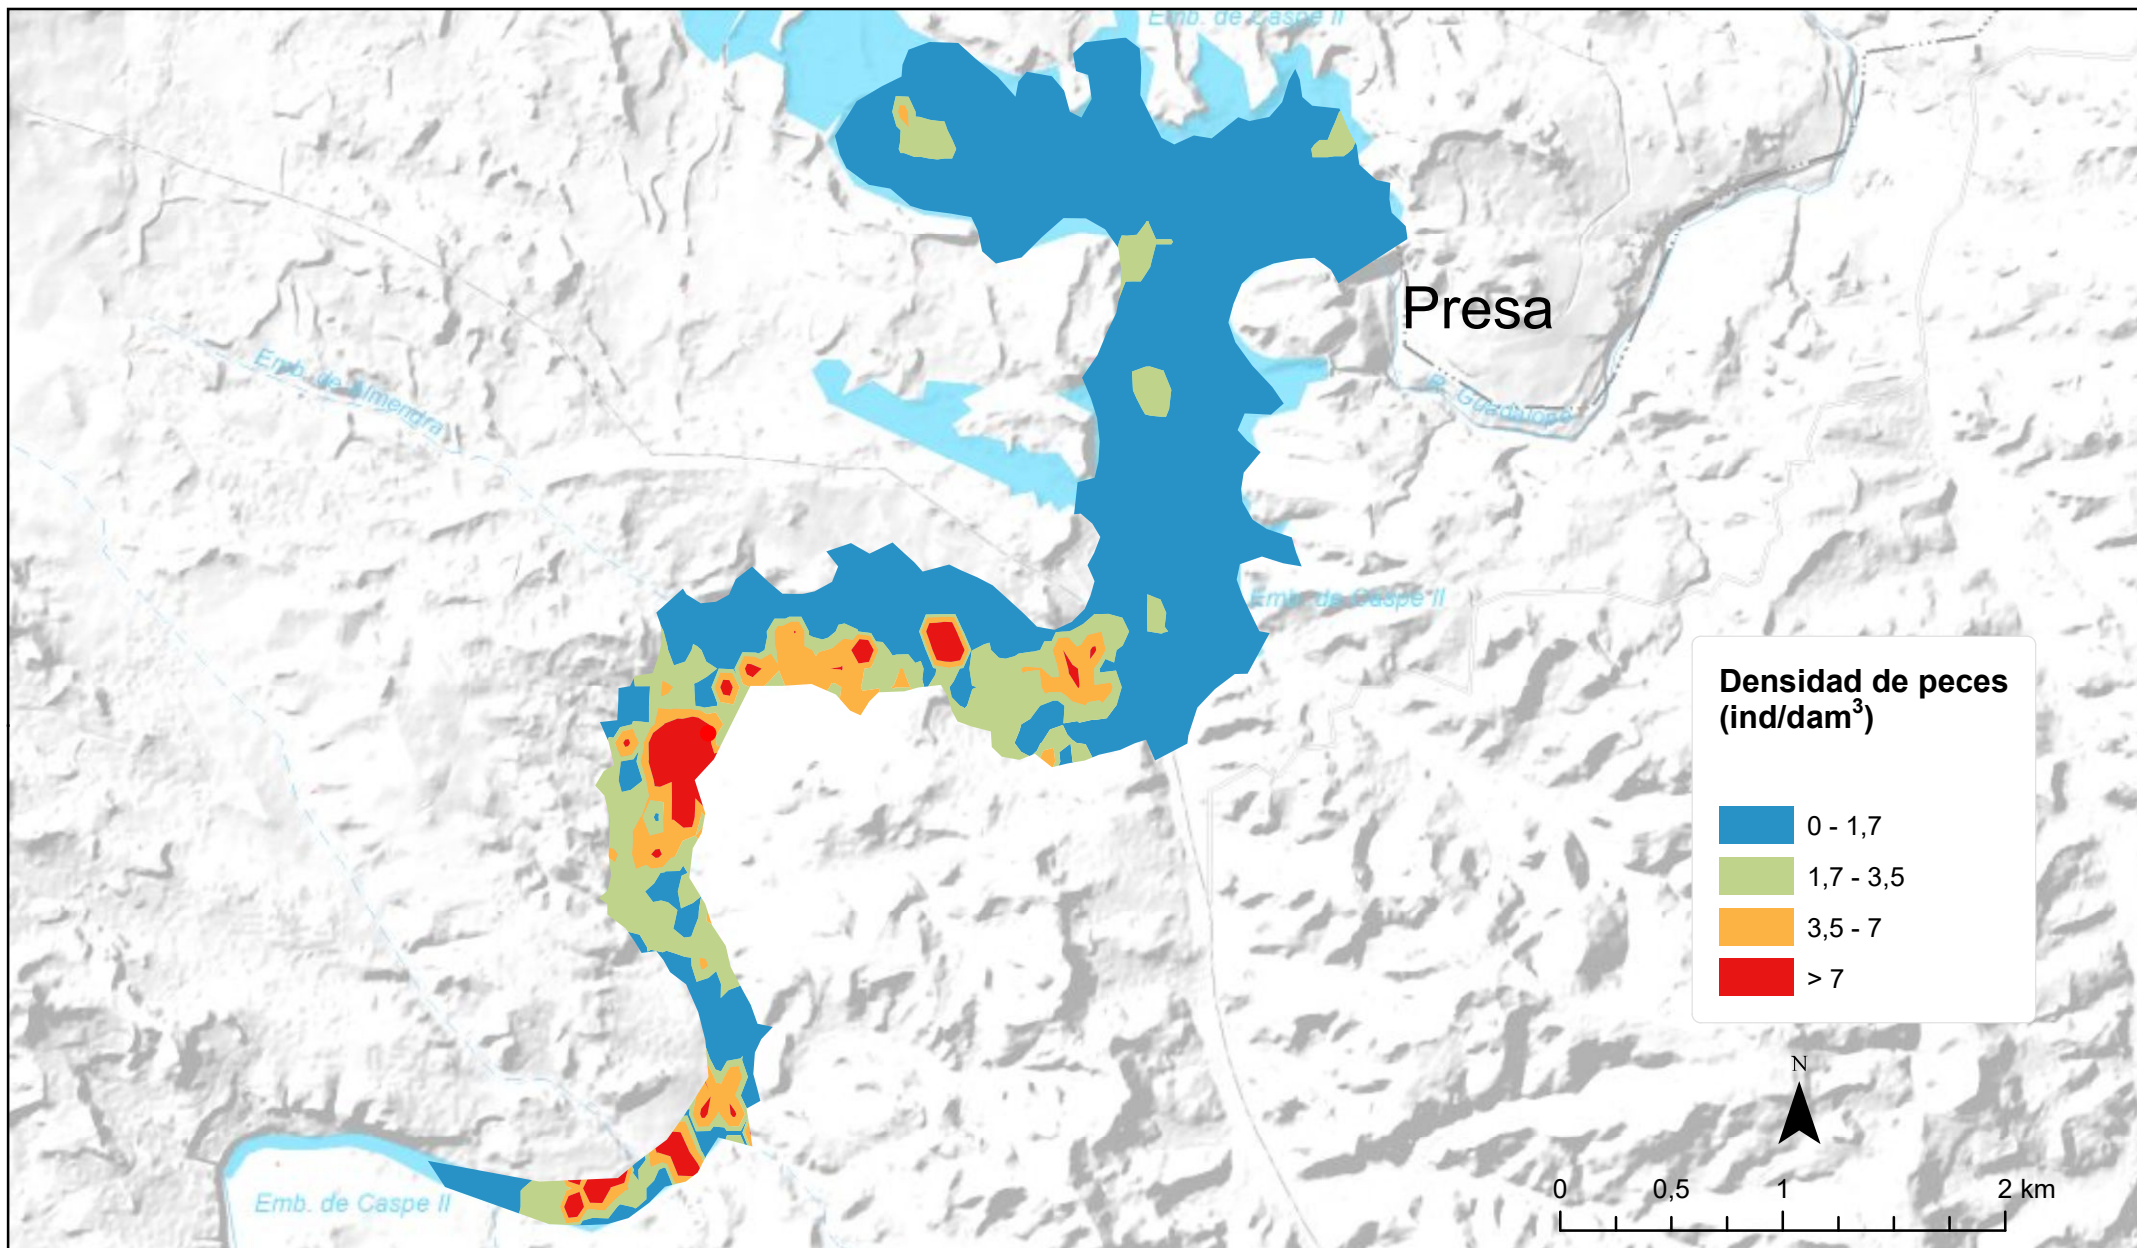 Emb. de Caspe II
Presa
Emb. de Almendra
R. Guadalope
Emb. de Caspe II
Densidad de peces
(ind/dam³)
0 - 1,7
1,7 - 3,5
3,5 - 7
> 7
N
0 0,5 1 2 km
Emb. de Caspe II